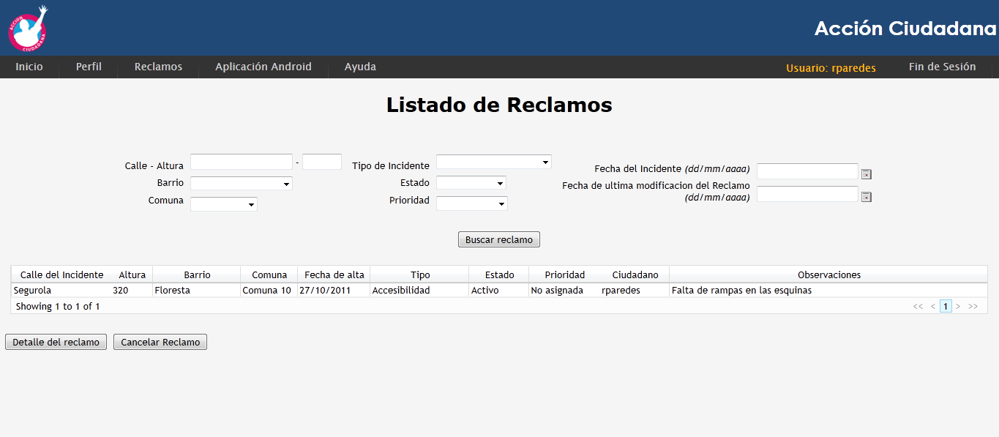 ACCIÓN CIUDADANA
Acción Ciudadana
Inicio Perfil Reclamos Aplicación Android Ayuda Usuario: rparedes Fin de Sesión
Listado de Reclamos
Calle - Altura - Tipo de Incidente Fecha del Incidente (dd/mm/aaaa)
Barrio Estado Fecha de ultima modificacion del Reclamo
Comuna Prioridad (dd/mm/aaaa)
Buscar reclamo
Calle del Incidente Altura Barrio Comuna Fecha de alta Tipo Estado Prioridad Ciudadano Observaciones
Segurola 320 Floresta Comuna 10 27/10/2011 Accesibilidad Activo No asignada rparedes Falta de rampas en las esquinas
Showing 1 to 1 of 1 << < 1 > >>
Detalle del reclamo Cancelar Reclamo